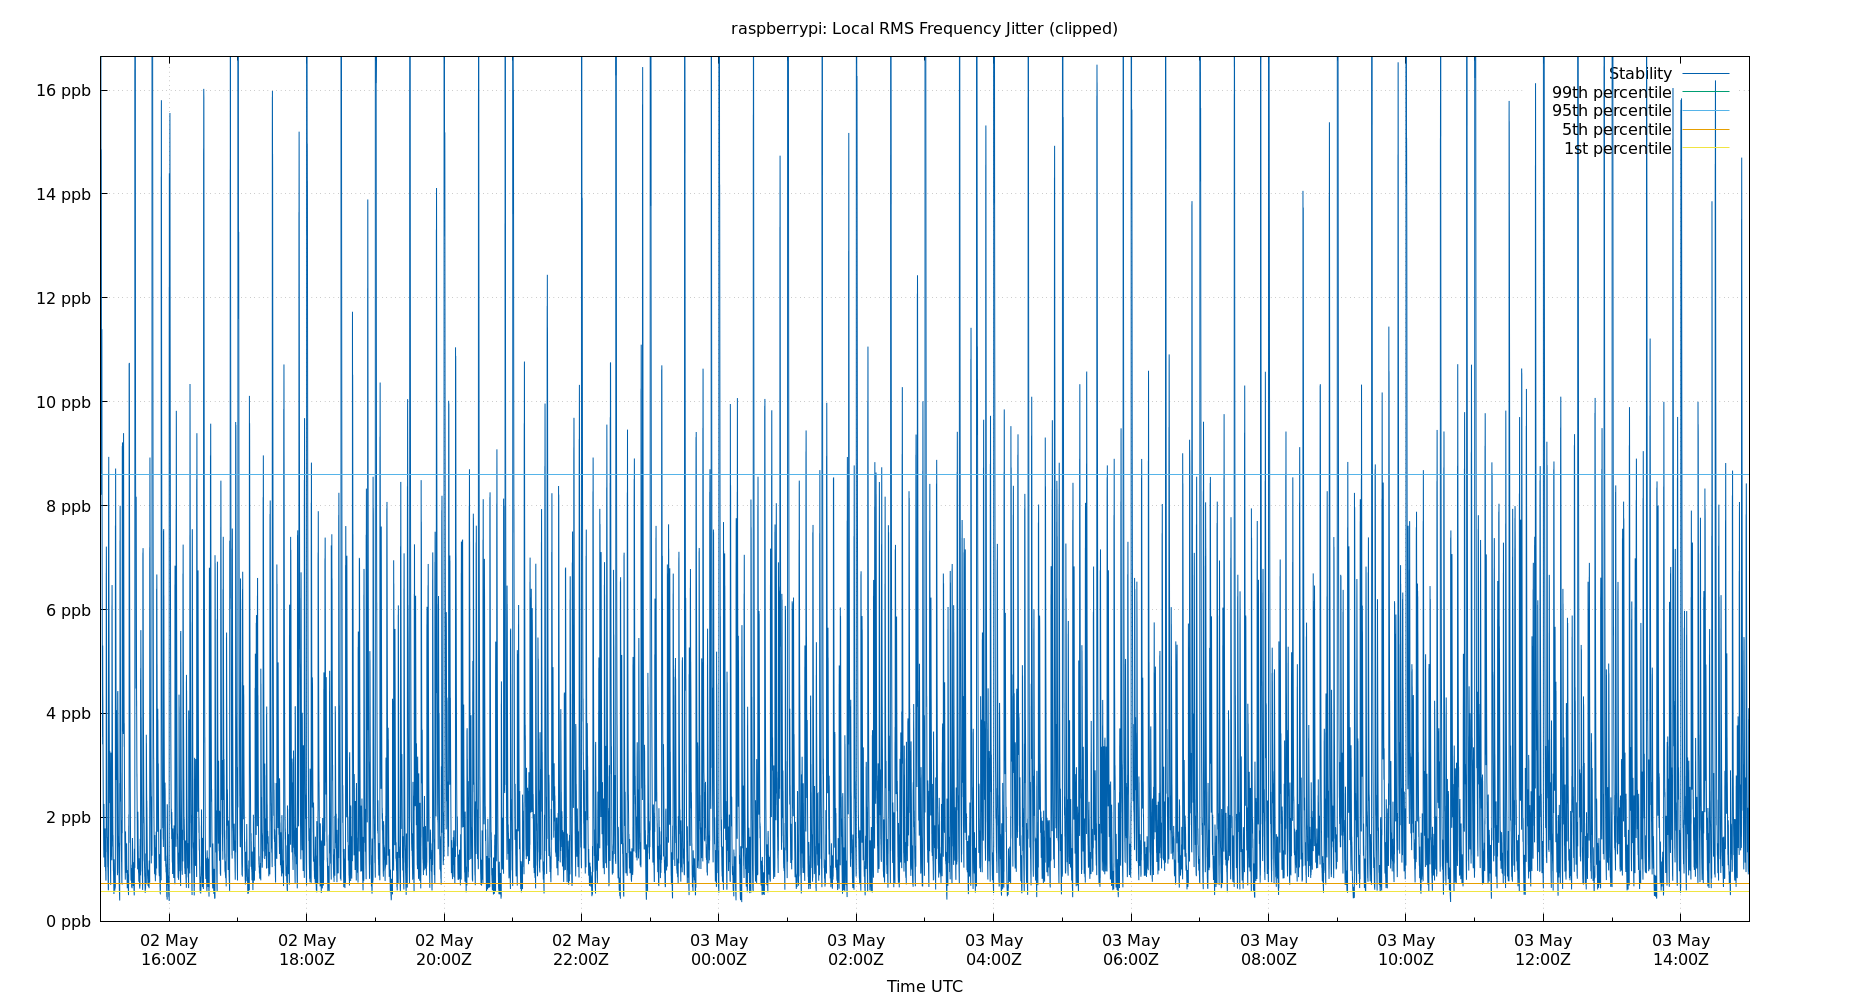 raspberrypi: Local RMS Frequency Jitter (clipped)
16 ppb
14 ppb
12 ppb
10 ppb
8 ppb
6 ppb
4 ppb
2 ppb
0 ppb
Stability
99th percentile
95th percentile
5th percentile
1st percentile
02 May 02 May 02 May 02 May 03 May 03 May 03 May 03 May 03 May 03 May 03 May 03 May
16:00Z 18:00Z 20:00Z 22:00Z 00:00Z 02:00Z 04:00Z 06:00Z 08:00Z 10:00Z 12:00Z 14:00Z
Time UTC